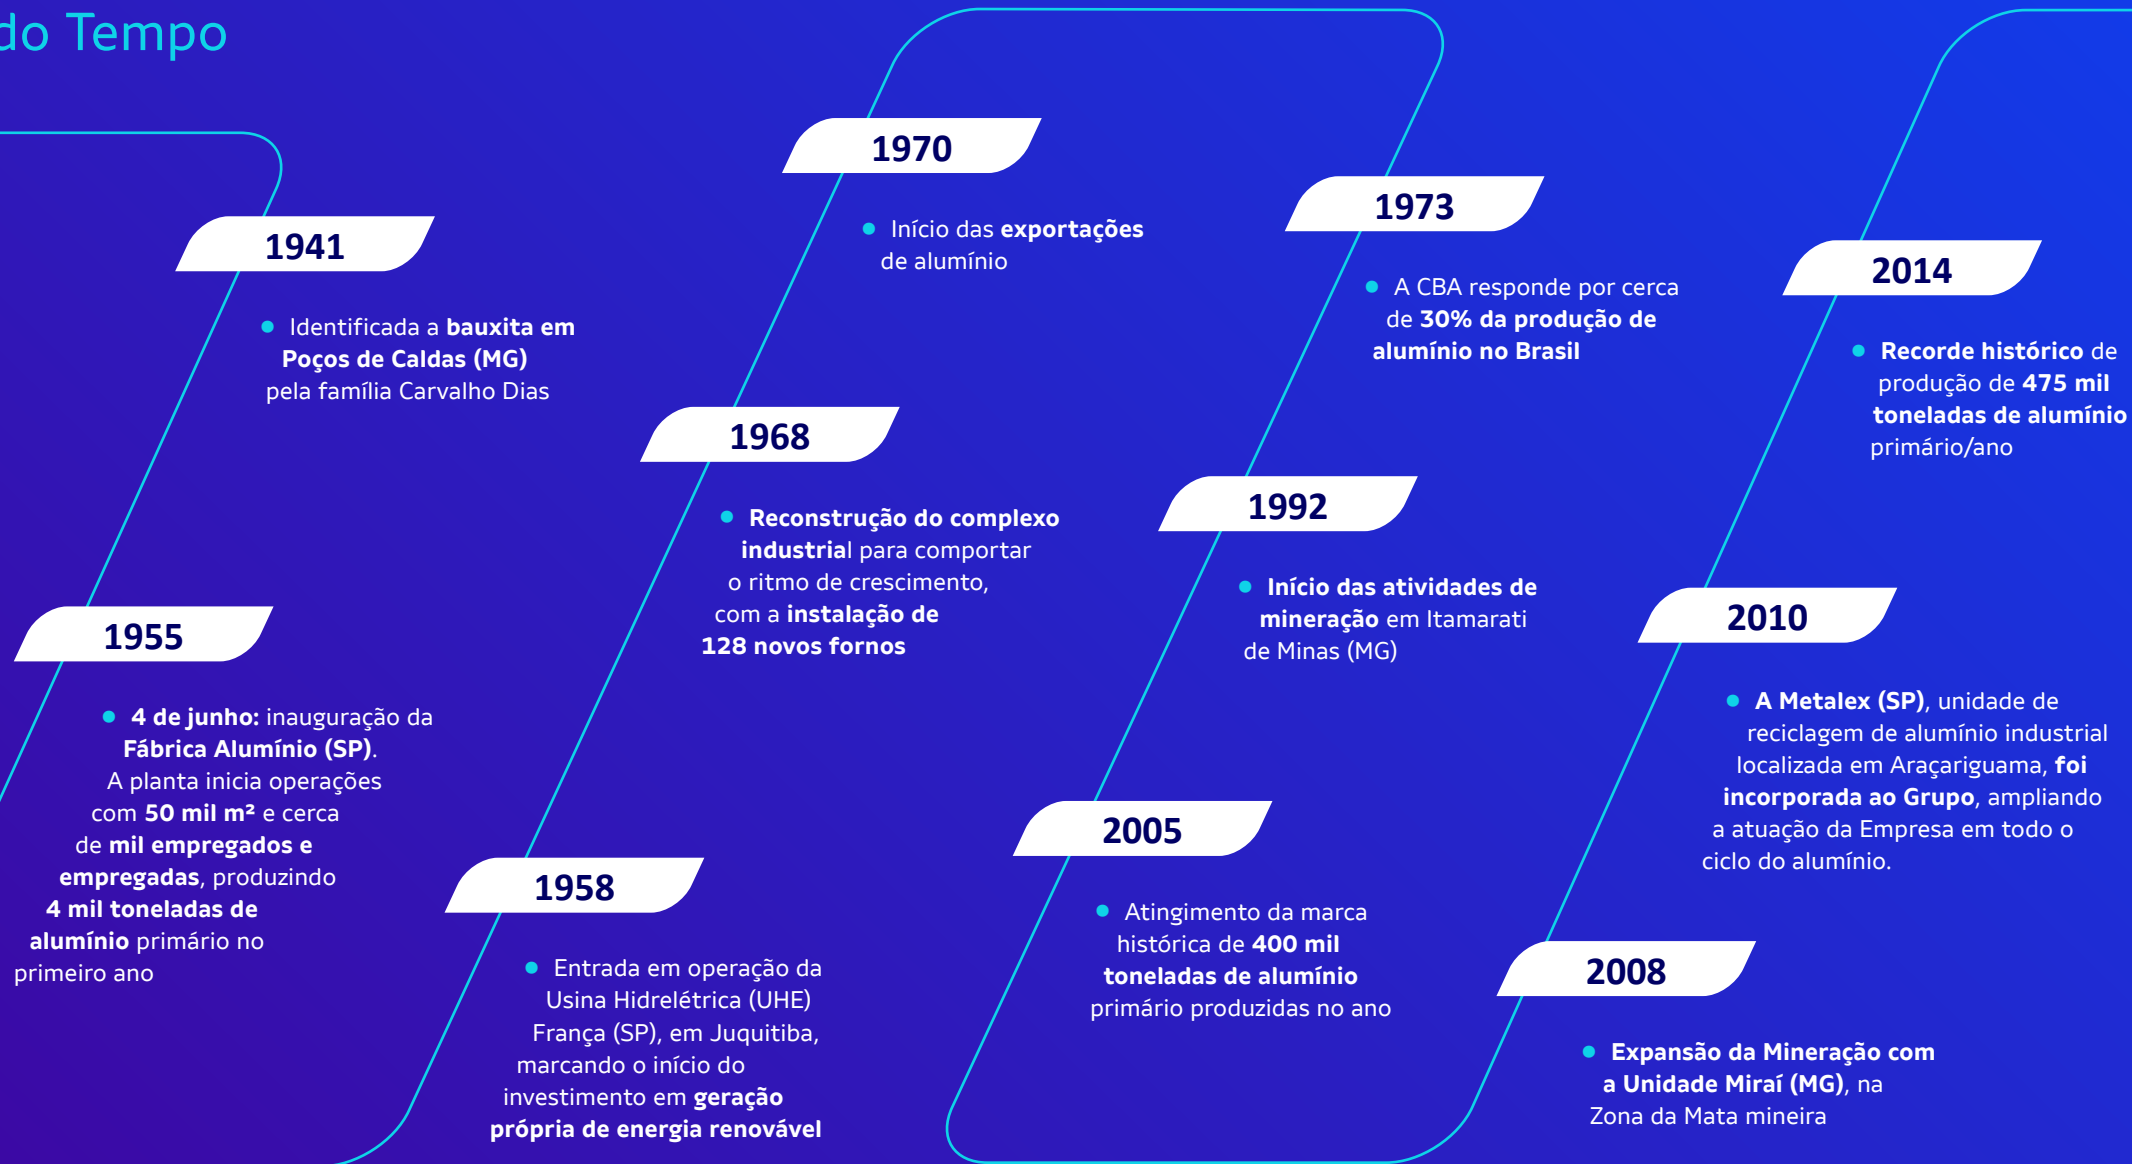 do Tempo
1941
Identificada a bauxita em
Poços de Caldas (MG)
pela família Carvalho Dias
1955
4 de junho: inauguração da
Fábrica Alumínio (SP).
A planta inicia operações
com 50 mil m² e cerca
de mil empregados e
empregadas, produzindo
4 mil toneladas de
alumínio primário no
primeiro ano
1958
Entrada em operação da
Usina Hidrelétrica (UHE)
França (SP), em Juquitiba,
marcando o início do
investimento em geração
própria de energia renovável
1968
Reconstrução do complexo
industrial para comportar
o ritmo de crescimento,
com a instalação de
128 novos fornos
1970
Início das exportações
de alumínio
1973
A CBA responde por cerca
de 30% da produção de
alumínio no Brasil
1992
Início das atividades de
mineração em Itamarati
de Minas (MG)
2005
Atingimento da marca
histórica de 400 mil
toneladas de alumínio
primário produzidas no ano
2008
Expansão da Mineração com
a Unidade Miraí (MG), na
Zona da Mata mineira
2010
A Metalex (SP), unidade de
reciclagem de alumínio industrial
localizada em Araçariguama, foi
incorporada ao Grupo, ampliando
a atuação da Empresa em todo o
ciclo do alumínio.
2014
Recorde histórico de
produção de 475 mil
toneladas de alumínio
primário/ano